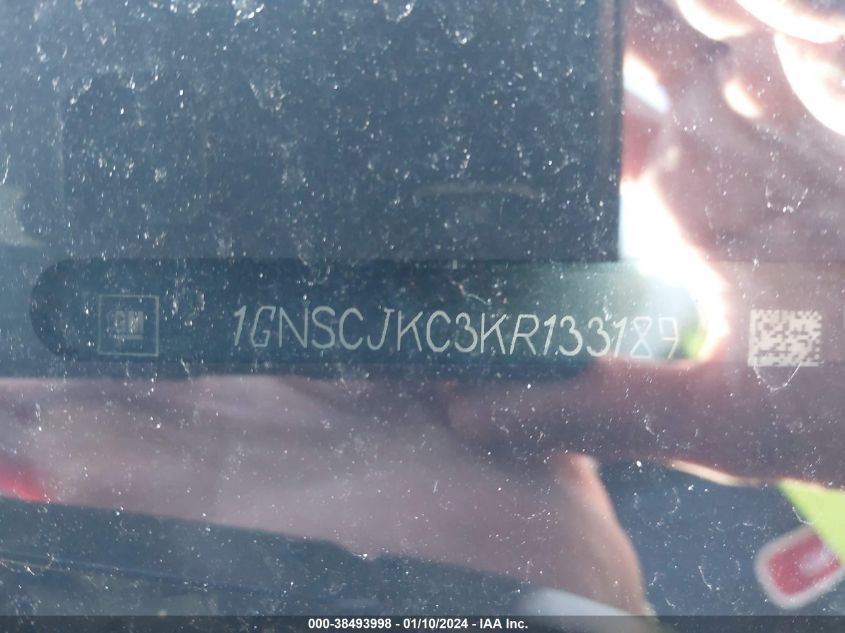 GM
1GNSCJKC3KR133189
000-38493998 - 01/10/2024 - IAA Inc.